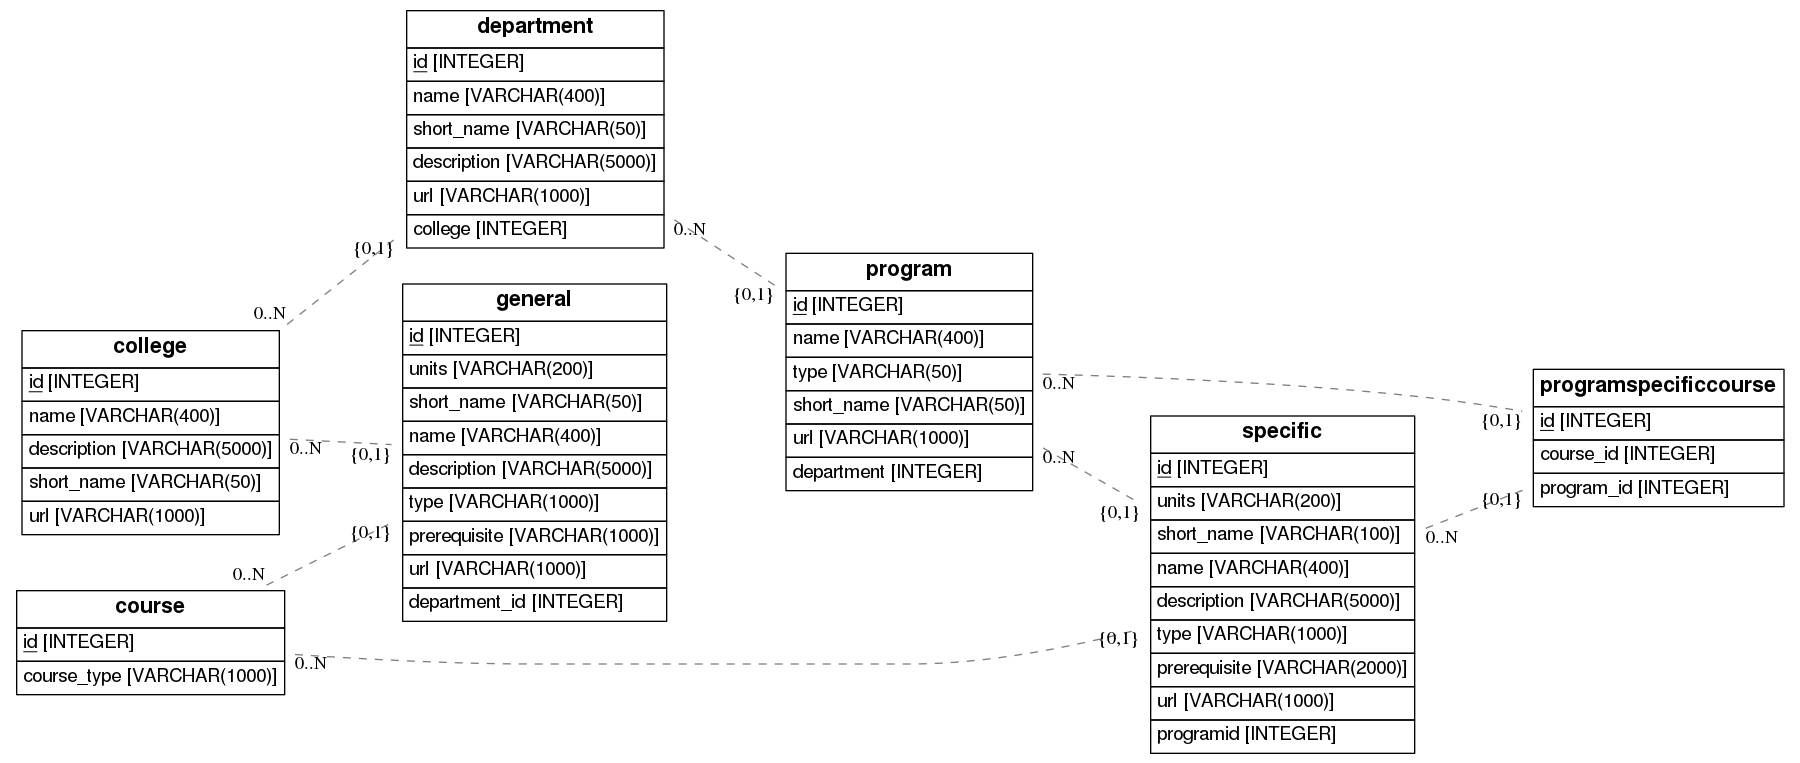 department
id [INTEGER]
name [VARCHAR(400)]
short_name [VARCHAR(50)]
description [VARCHAR(5000)]
url [VARCHAR(1000)]
college [INTEGER]
{0,1}
0..N
0..N
{0,1}
college
id [INTEGER]
name [VARCHAR(400)]
description [VARCHAR(5000)]
short_name [VARCHAR(50)]
url [VARCHAR(1000)]
0..N
{0,1}
general
id [INTEGER]
units [VARCHAR(200)]
short_name [VARCHAR(50)]
name [VARCHAR(400)]
description [VARCHAR(5000)]
type [VARCHAR(1000)]
prerequisite [VARCHAR(1000)]
url [VARCHAR(1000)]
department_id [INTEGER]
{0,1}
0..N
course
id [INTEGER]
course_type [VARCHAR(1000)]
0..N
{0,1}
program
id [INTEGER]
name [VARCHAR(400)]
type [VARCHAR(50)]
short_name [VARCHAR(50)]
url [VARCHAR(1000)]
department [INTEGER]
0..N
{0,1}
0..N
{0,1}
specific
id [INTEGER]
units [VARCHAR(200)]
short_name [VARCHAR(100)]
name [VARCHAR(400)]
description [VARCHAR(5000)]
type [VARCHAR(1000)]
prerequisite [VARCHAR(2000)]
url [VARCHAR(1000)]
programid [INTEGER]
{0,1}
0..N
programspecificcourse
id [INTEGER]
course_id [INTEGER]
program_id [INTEGER]